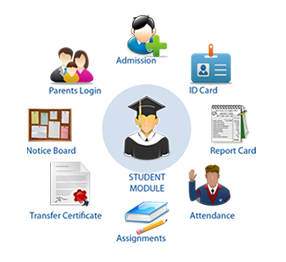 Admission
Parents Login
ID Card
Notice Board
Report Card
STUDENT
MODULE
Transfer Certificate
Attendance
Assignments